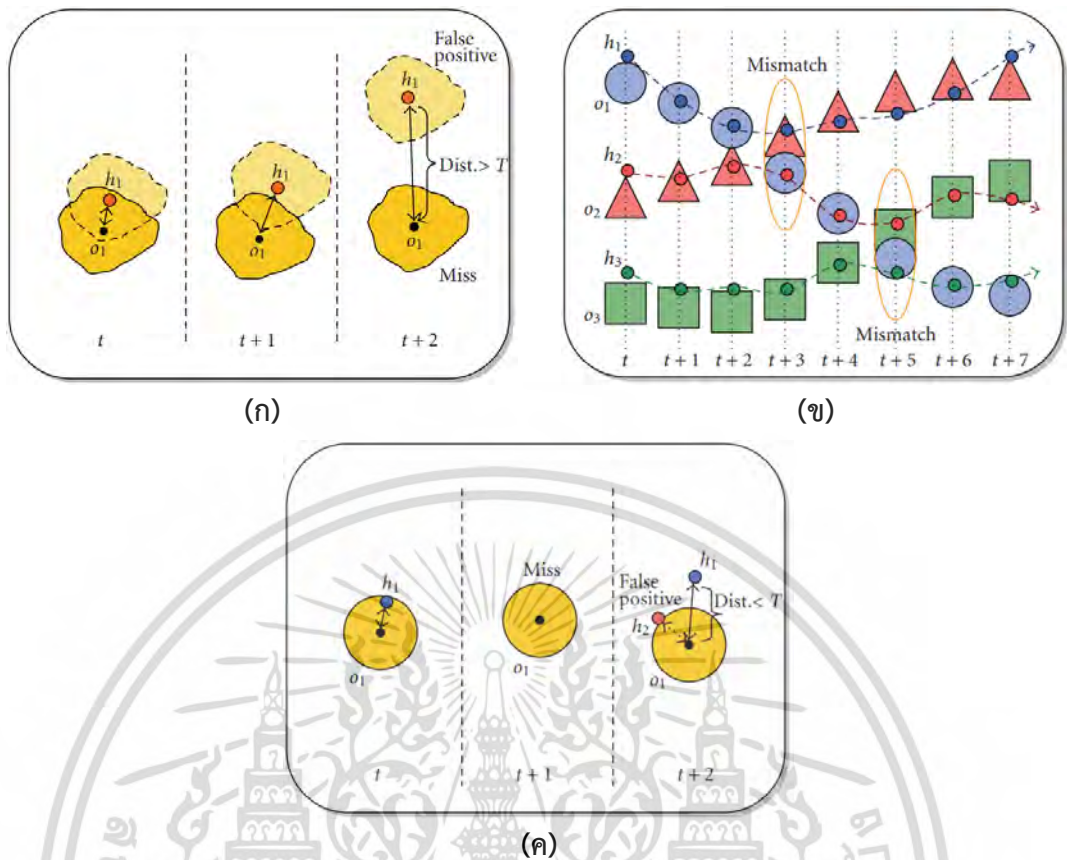 False
positive
h₁
Dist. > T
h₁
h₁
o₁
o₁
o₁
Miss
t
t + 1
t + 2
(ก)
h₁
Mismatch
o₁
h₂
o₂
h₃
o₃
Mismatch
t
t + 1
t + 2
t + 3
t + 4
t + 5
t + 6
t + 7
(ข)
h₁
Miss
h₁
False
positive
Dist. < T
h₂
o₁
o₁
o₁
t
t + 1
t + 2
(ค)